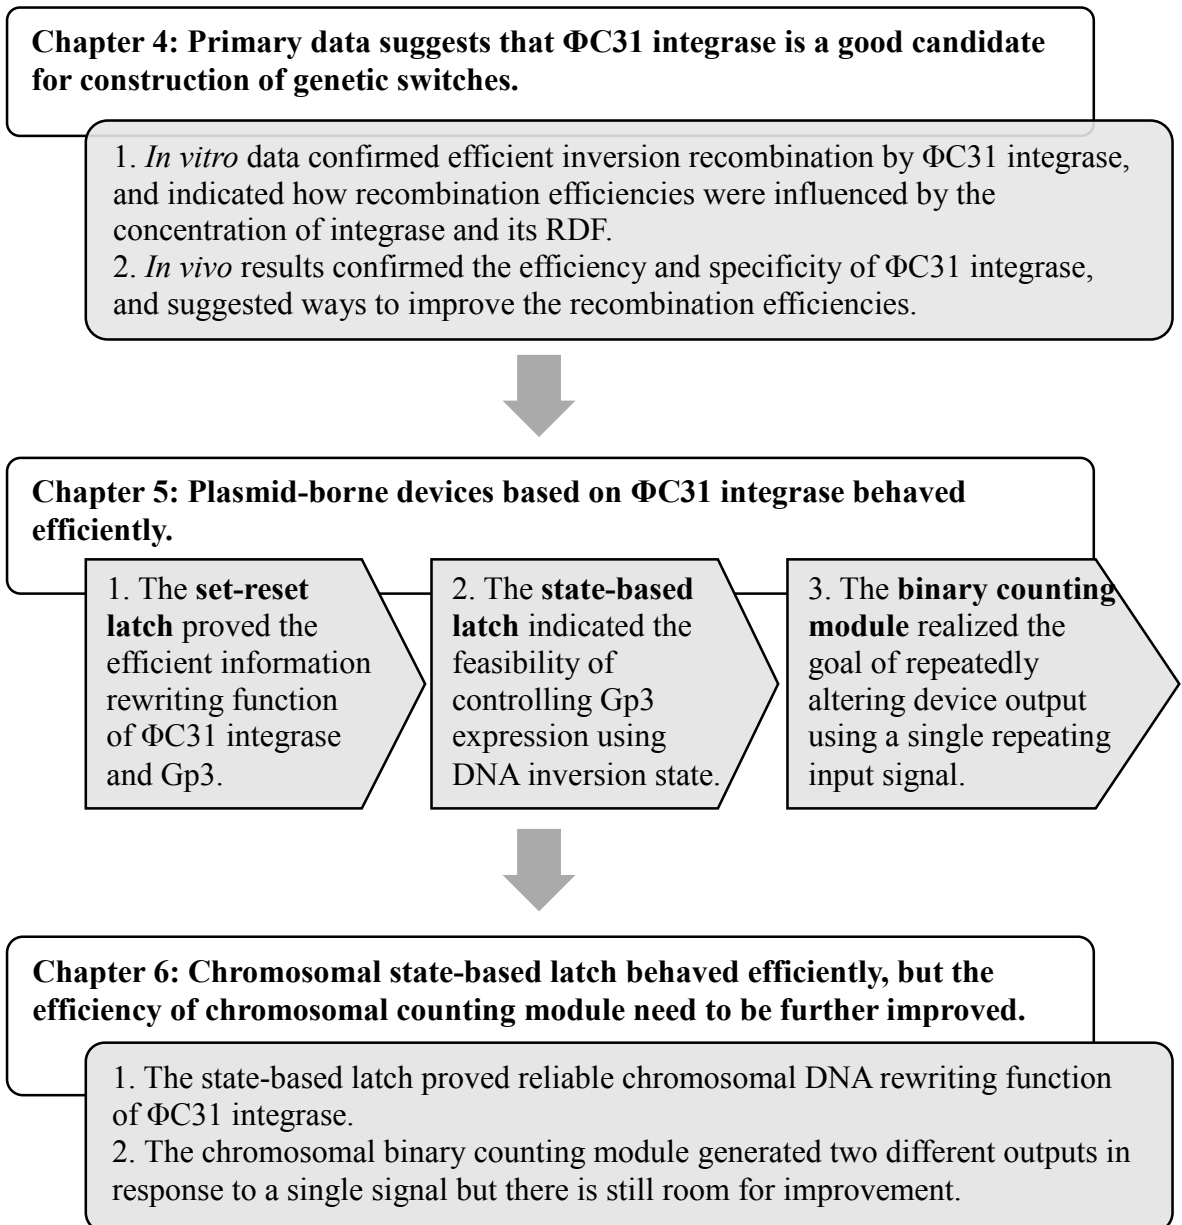 Chapter 4: Primary data suggests that ΦC31 integrase is a good candidate
for construction of genetic switches.
1. In vitro data confirmed efficient inversion recombination by ΦC31 integrase,
and indicated how recombination efficiencies were influenced by the
concentration of integrase and its RDF.
2. In vivo results confirmed the efficiency and specificity of ΦC31 integrase,
and suggested ways to improve the recombination efficiencies.
Chapter 5: Plasmid-borne devices based on ΦC31 integrase behaved
efficiently.
1. The set-reset
latch proved the
efficient information
rewriting function
of ΦC31 integrase
and Gp3.
2. The state-based
latch indicated the
feasibility of
controlling Gp3
expression using
DNA inversion state.
3. The binary counting
module realized the
goal of repeatedly
altering device output
using a single repeating
input signal.
Chapter 6: Chromosomal state-based latch behaved efficiently, but the
efficiency of chromosomal counting module need to be further improved.
1. The state-based latch proved reliable chromosomal DNA rewriting function
of ΦC31 integrase.
2. The chromosomal binary counting module generated two different outputs in
response to a single signal but there is still room for improvement.